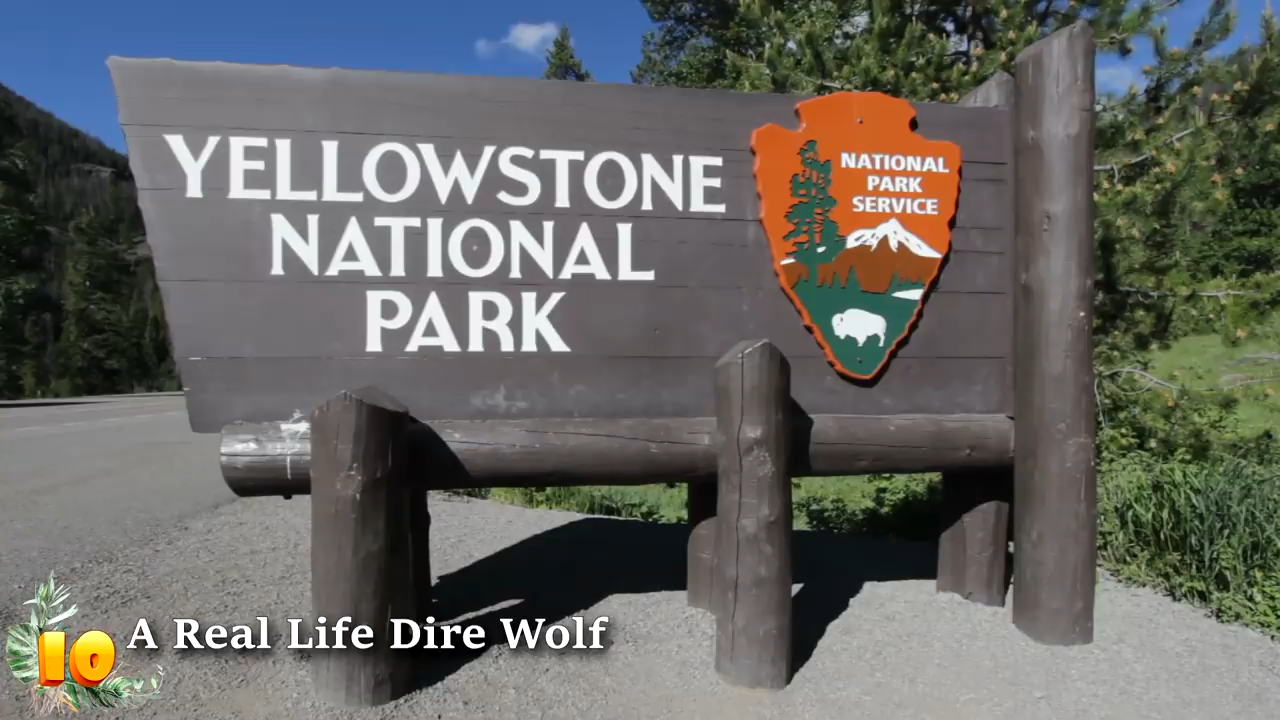 YELLOWSTONE
NATIONAL
PARK
NATIONAL
PARK
SERVICE
10 A Real Life Dire Wolf